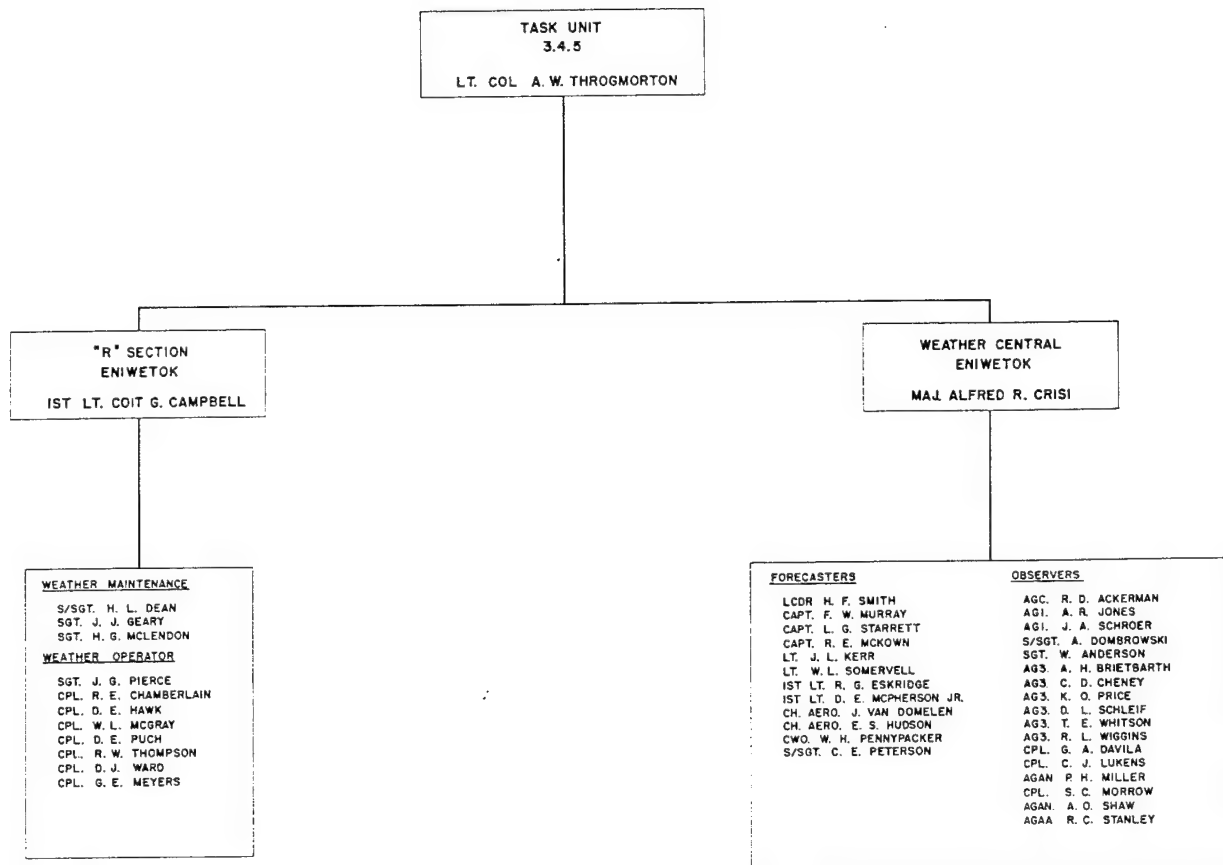 TASK UNIT
3.4.5
LT. COL A. W. THROGMORTON
"R" SECTION
ENIWETOK
IST LT. COIT G. CAMPBELL
WEATHER CENTRAL
ENIWETOK
MAJ. ALFRED R. CRISI
WEATHER MAINTENANCE
S/SGT. H. L. DEAN
SGT. J. J. GEARY
SGT. H. G. MCLENDON
WEATHER OPERATOR
SGT. J. G. PIERCE
CPL. R. E. CHAMBERLAIN
CPL. D. E. HAWK
CPL. W. L. MCGRAY
CPL. D. E. PUCH
CPL. R. W. THOMPSON
CPL. D. J. WARD
CPL. G. E. MEYERS
FORECASTERS
LCDR H. F. SMITH
CAPT. F. W. MURRAY
CAPT. L. G. STARRETT
CAPT. R. E. MCKOWN
LT. J. L. KERR
LT. W. L. SOMERVELL
IST LT. R. G. ESKRIDGE
IST LT. D. E. MCPHERSON JR.
CH. AERO. J. VAN DOMELEN
CH. AERO. E. S. HUDSON
CWO. W. H. PENNYPACKER
S/SGT. C. E. PETERSON
OBSERVERS
AGC. R. D. ACKERMAN
AGI. A. R. JONES
AGI. J. A. SCHROER
S/SGT. A. DOMBROWSKI
SGT. W. ANDERSON
AG3. A. H. BRIETBARTH
AG3. C. D. CHENEY
AG3. K. O. PRICE
AG3. D. L. SCHLEIF
AG3. T. E. WHITSON
AG3. R. L. WIGGINS
CPL. G. A. DAVILA
CPL. C. J. LUKENS
AGAN P. H. MILLER
CPL. S. C. MORROW
AGAN. A. O. SHAW
AGAA R. C. STANLEY